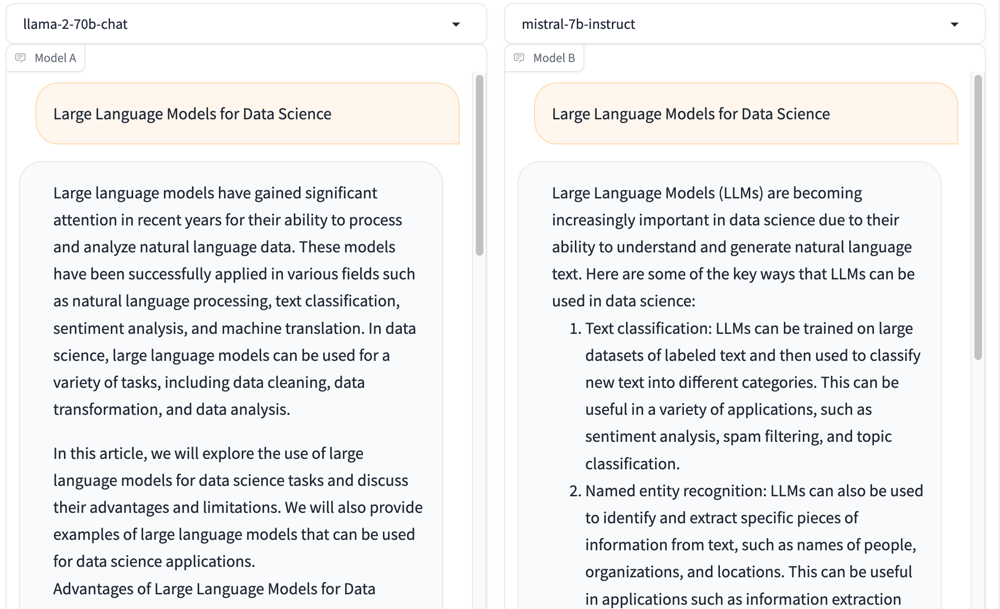 llama-2-70b-chat
Model A
Large Language Models for Data Science
Large language models have gained significant
attention in recent years for their ability to process
and analyze natural language data. These models
have been successfully applied in various fields such
as natural language processing, text classification,
sentiment analysis, and machine translation. In data
science, large language models can be used for a
variety of tasks, including data cleaning, data
transformation, and data analysis.
In this article, we will explore the use of large
language models for data science tasks and discuss
their advantages and limitations. We will also provide
examples of large language models that can be used
for data science applications.
Advantages of Large Language Models for Data
mistral-7b-instruct
Model B
Large Language Models for Data Science
Large Language Models (LLMs) are becoming
increasingly important in data science due to their
ability to understand and generate natural language
text. Here are some of the key ways that LLMs can be
used in data science:
1. Text classification: LLMs can be trained on large
datasets of labeled text and then used to classify
new text into different categories. This can be
useful in a variety of applications, such as
sentiment analysis, spam filtering, and topic
classification.
2. Named entity recognition: LLMs can also be used
to identify and extract specific pieces of
information from text, such as names of people,
organizations, and locations. This can be useful
in applications such as information extraction